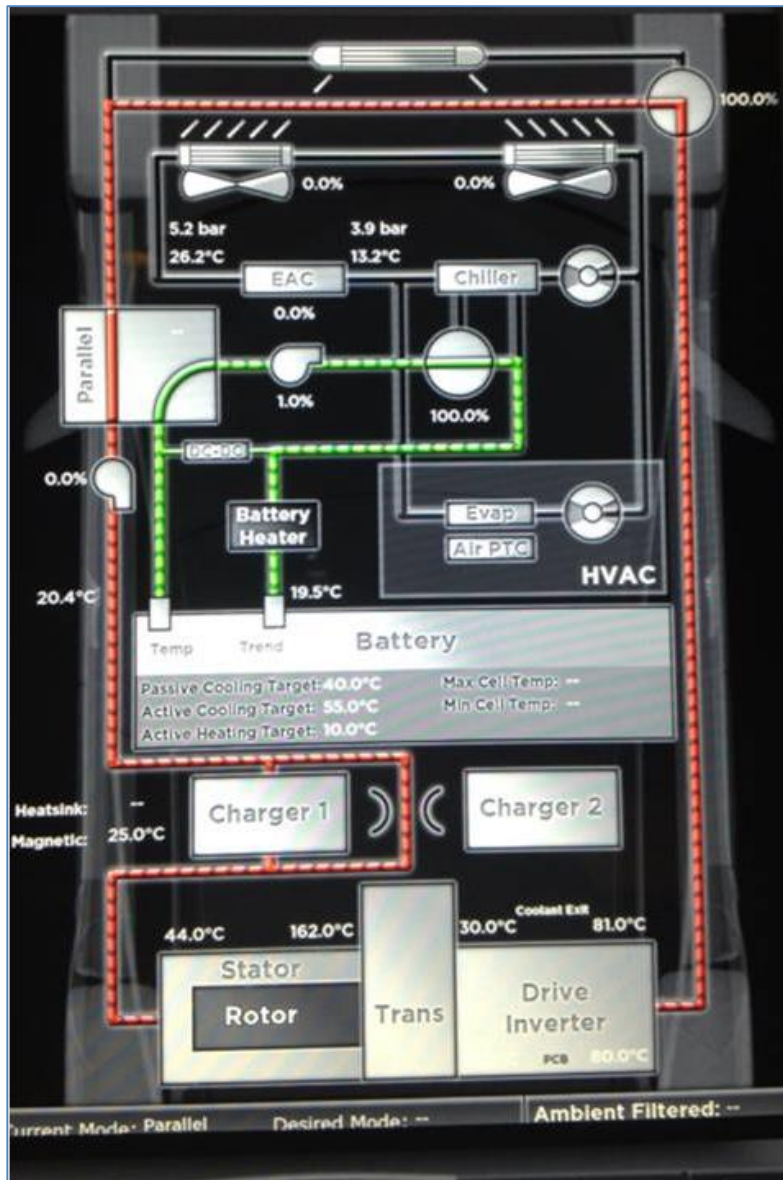 100.0%
0.0% 0.0%
5.2 bar 3.9 bar
26.2°C 13.2°C
EAC Chiller
0.0%
Parallel --
1.0% 100.0%
DC-DC
0.0%
Battery
Heater
Evap
Air PTC
HVAC
20.4°C 19.5°C
Temp Trend Battery
Passive Cooling Target: 40.0°C Max Cell Temp: --
Active Cooling Target: 55.0°C Min Cell Temp: --
Active Heating Target: 10.0°C
Heatsink: -- Charger 1 Charger 2
Magnetic: 25.0°C
Coolant Exit
44.0°C 162.0°C 30.0°C 81.0°C
Stator
Rotor Trans Drive
Inverter
PCB 80.0°C
Current Mode: Parallel Desired Mode: -- Ambient Filtered: --